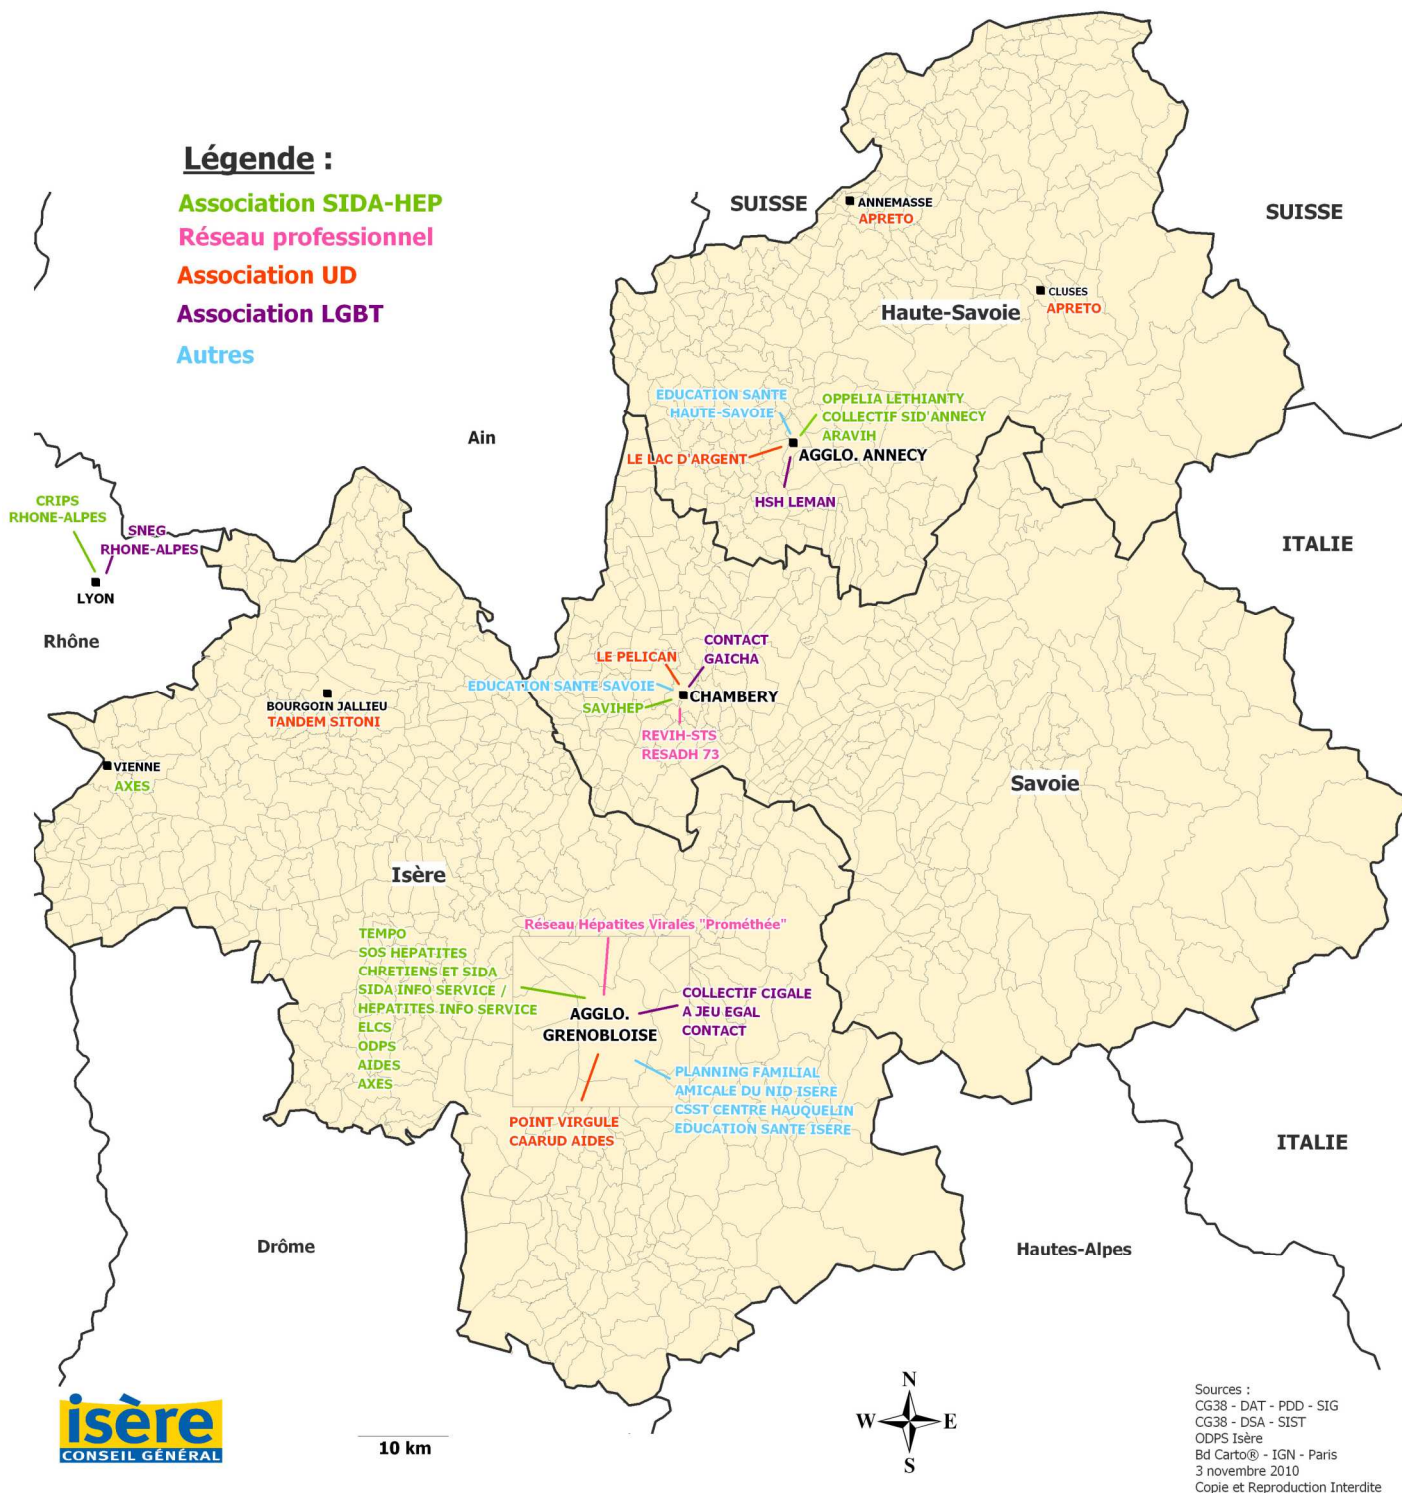 Légende :
Association SIDA-HEP
Réseau professionnel
Association UD
Association LGBT
Autres
SUISSE
SUISSE
ANNEMASSE
APRETO
CLUSES
APRETO
Haute-Savoie
EDUCATION SANTE
HAUTE-SAVOIE
OPPELIA LETHIANTY
COLLECTIF SID'ANNECY
ARAVIH
AGGLO. ANNECY
LE LAC D'ARGENT
HSH LEMAN
Ain
CRIPS
RHONE-ALPES
SNEG
RHONE-ALPES
LYON
Rhône
ITALIE
CONTACT
GAICHA
LE PELICAN
EDUCATION SANTE SAVOIE
CHAMBERY
SAVIHEP
REVIH-STS
RESADH 73
BOURGOIN JALLIEU
TANDEM SITONI
VIENNE
AXES
Savoie
Isère
Réseau Hépatites Virales "Prométhée"
TEMPO
SOS HEPATITES
CHRETIENS ET SIDA
SIDA INFO SERVICE /
HEPATITES INFO SERVICE
ELCS
ODPS
AIDES
AXES
AGGLO.
GRENOBLOISE
COLLECTIF CIGALE
A JEU EGAL
CONTACT
PLANNING FAMILIAL
AMICALE DU NID ISERE
CSST CENTRE HAUQUELIN
EDUCATION SANTE ISERE
POINT VIRGULE
CAARUD AIDES
ITALIE
Drôme
Hautes-Alpes
isère
CONSEIL GÉNÉRAL
10 km
N
W E
S
Sources :
CG38 - DAT - PDD - SIG
CG38 - DSA - SIST
ODPS Isère
Bd Carto® - IGN - Paris
3 novembre 2010
Copie et Reproduction Interdite